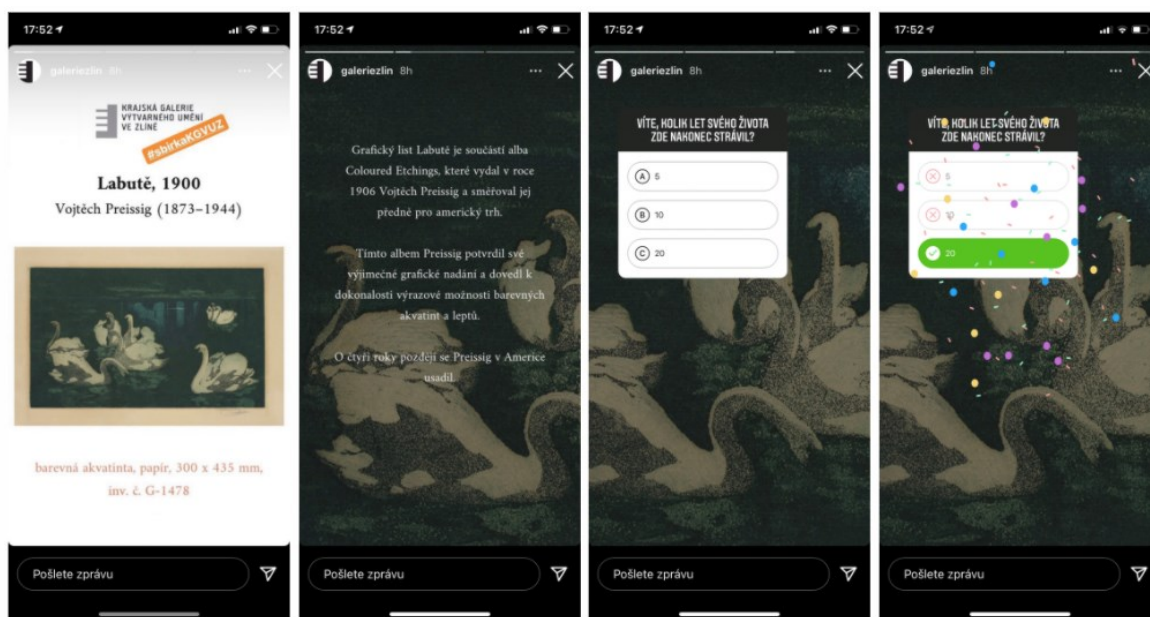 17:52
galeriezlin 8h
KRAJSKÁ GALERIE
VÝTVARNÉHO UMĚNÍ
VE ZLÍNĚ
#sbirkaKGVUZ
Labutě, 1900
Vojtěch Preissig (1873–1944)
barevná akvatinta, papír, 300 x 435 mm,
inv. č. G-1478
Pošlete zprávu
17:52
galeriezlin 8h
Grafický list Labutě je součástí alba
Coloured Etchings, které vydal v roce
1906 Vojtěch Preissig a směřoval jej
předně pro americký trh.
Tímto albem Preissig potvrdil své
výjimečné grafické nadání a dovedl k
dokonalosti výrazové možnosti barevných
akvatint a leptů.
O čtyři roky později se Preissig v Americe
usadil.
Pošlete zprávu
17:52
galeriezlin 8h
VÍTE, KOLIK LET SVÉHO ŽIVOTA
ZDE NAKONEC STRÁVIL?
A 5
B 10
C 20
Pošlete zprávu
17:52
galeriezlin 8h
VÍTE, KOLIK LET SVÉHO ŽIVOTA
ZDE NAKONEC STRÁVIL?
5
10
20
Pošlete zprávu